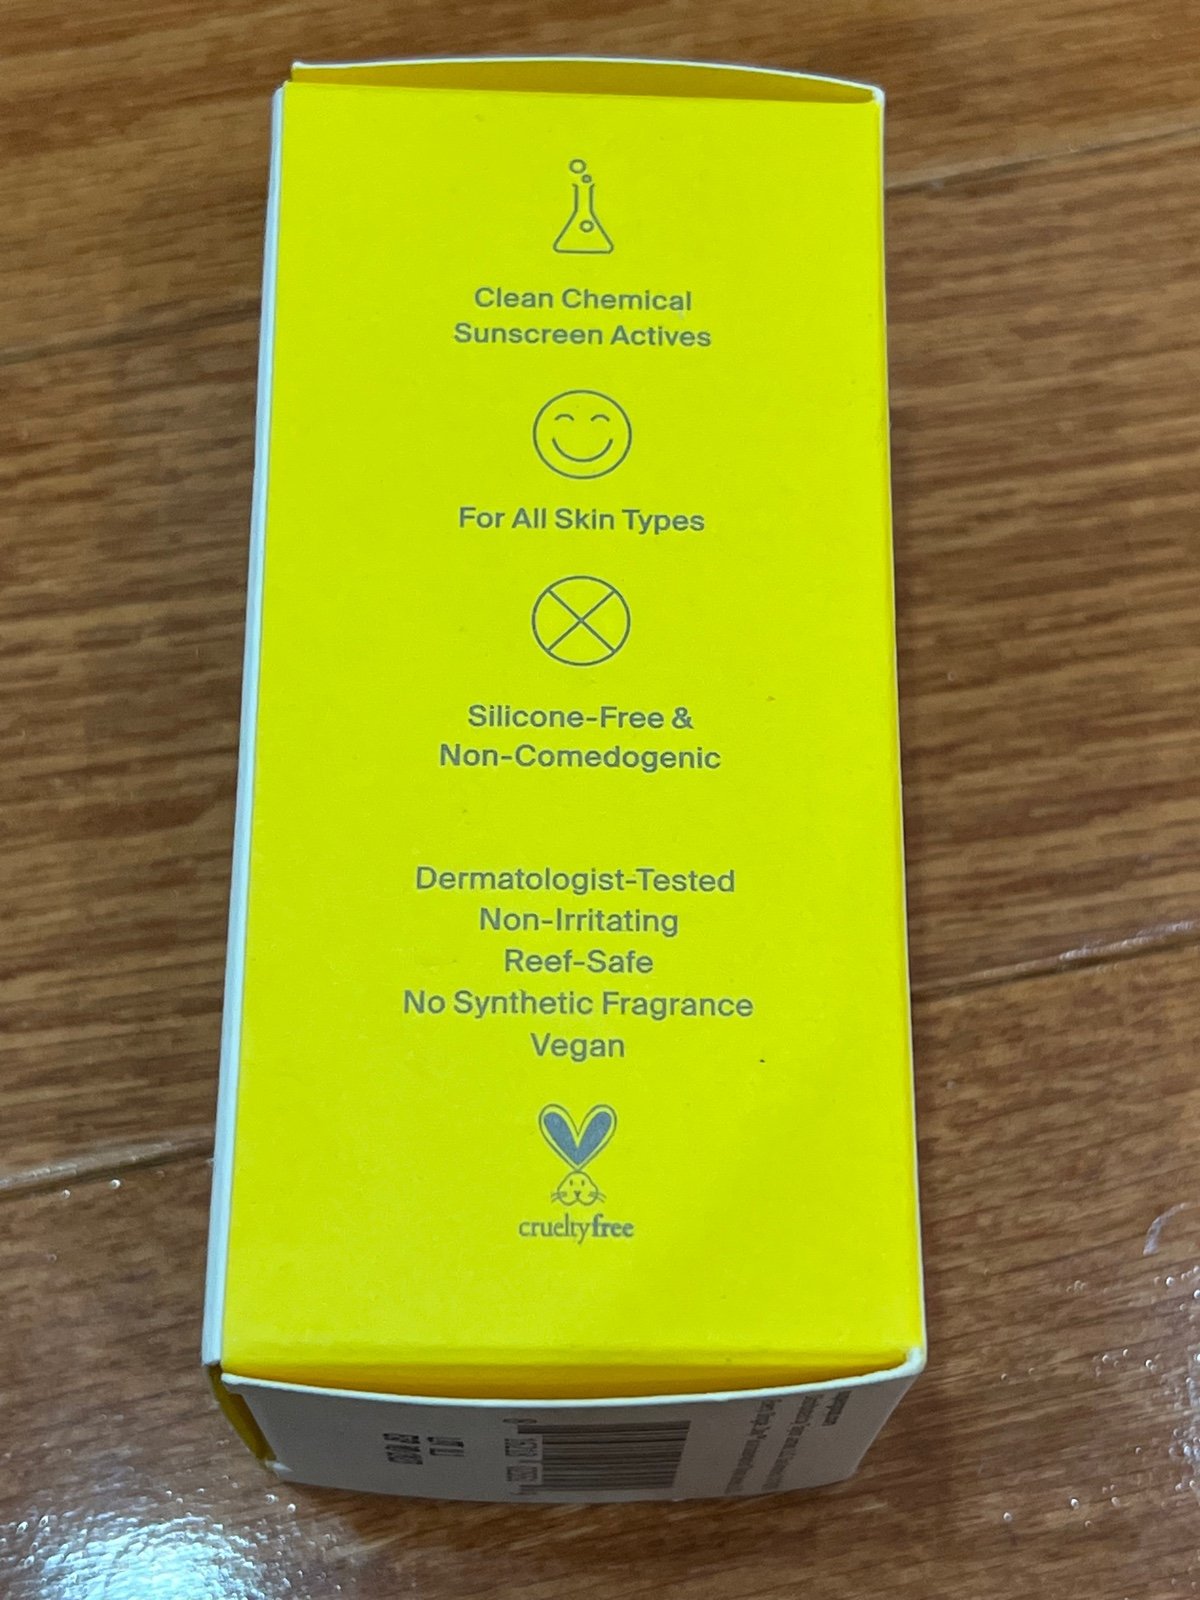 Clean Chemical
Sunscreen Actives
For All Skin Types
Silicone-Free &
Non-Comedogenic
Dermatologist-Tested
Non-Irritating
Reef-Safe
No Synthetic Fragrance
Vegan
crueltyfree